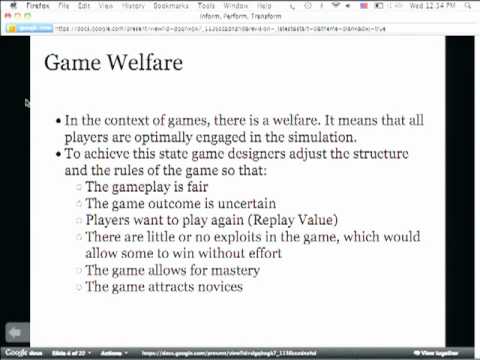 Firefox File Edit View History Bookmarks Tools Window Help
Wed 12:34 PM
Inform, Perform, Transform
Game Welfare
• In the context of games, there is a welfare. It means that all
players are optimally engaged in the simulation.
• To achieve this state game designers adjust the structure
and the rules of the game so that:
○ The gameplay is fair
○ The game outcome is uncertain
○ Players want to play again (Replay Value)
○ There are little or no exploits in the game, which would
allow some to win without effort
○ The game allows for mastery
○ The game attracts novices
Google docs Slide 6 of 22 Actions View together